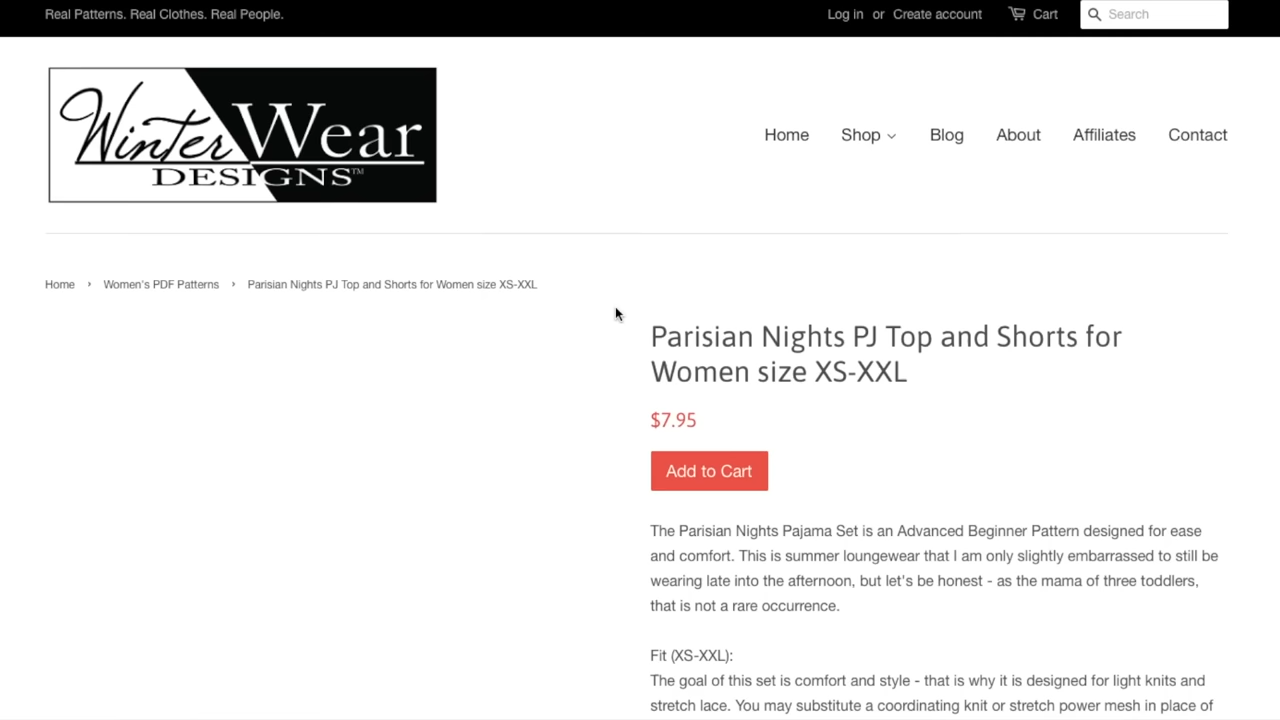 Real Patterns. Real Clothes. Real People.
Log in or Create account Cart Search
Winter Wear
DESIGNS™
Home Shop Blog About Affiliates Contact
Home › Women's PDF Patterns › Parisian Nights PJ Top and Shorts for Women size XS-XXL
Parisian Nights PJ Top and Shorts for
Women size XS-XXL
$7.95
Add to Cart
The Parisian Nights Pajama Set is an Advanced Beginner Pattern designed for ease
and comfort. This is summer loungewear that I am only slightly embarrassed to still be
wearing late into the afternoon, but let's be honest - as the mama of three toddlers,
that is not a rare occurrence.
Fit (XS-XXL):
The goal of this set is comfort and style - that is why it is designed for light knits and
stretch lace. You may substitute a coordinating knit or stretch power mesh in place of